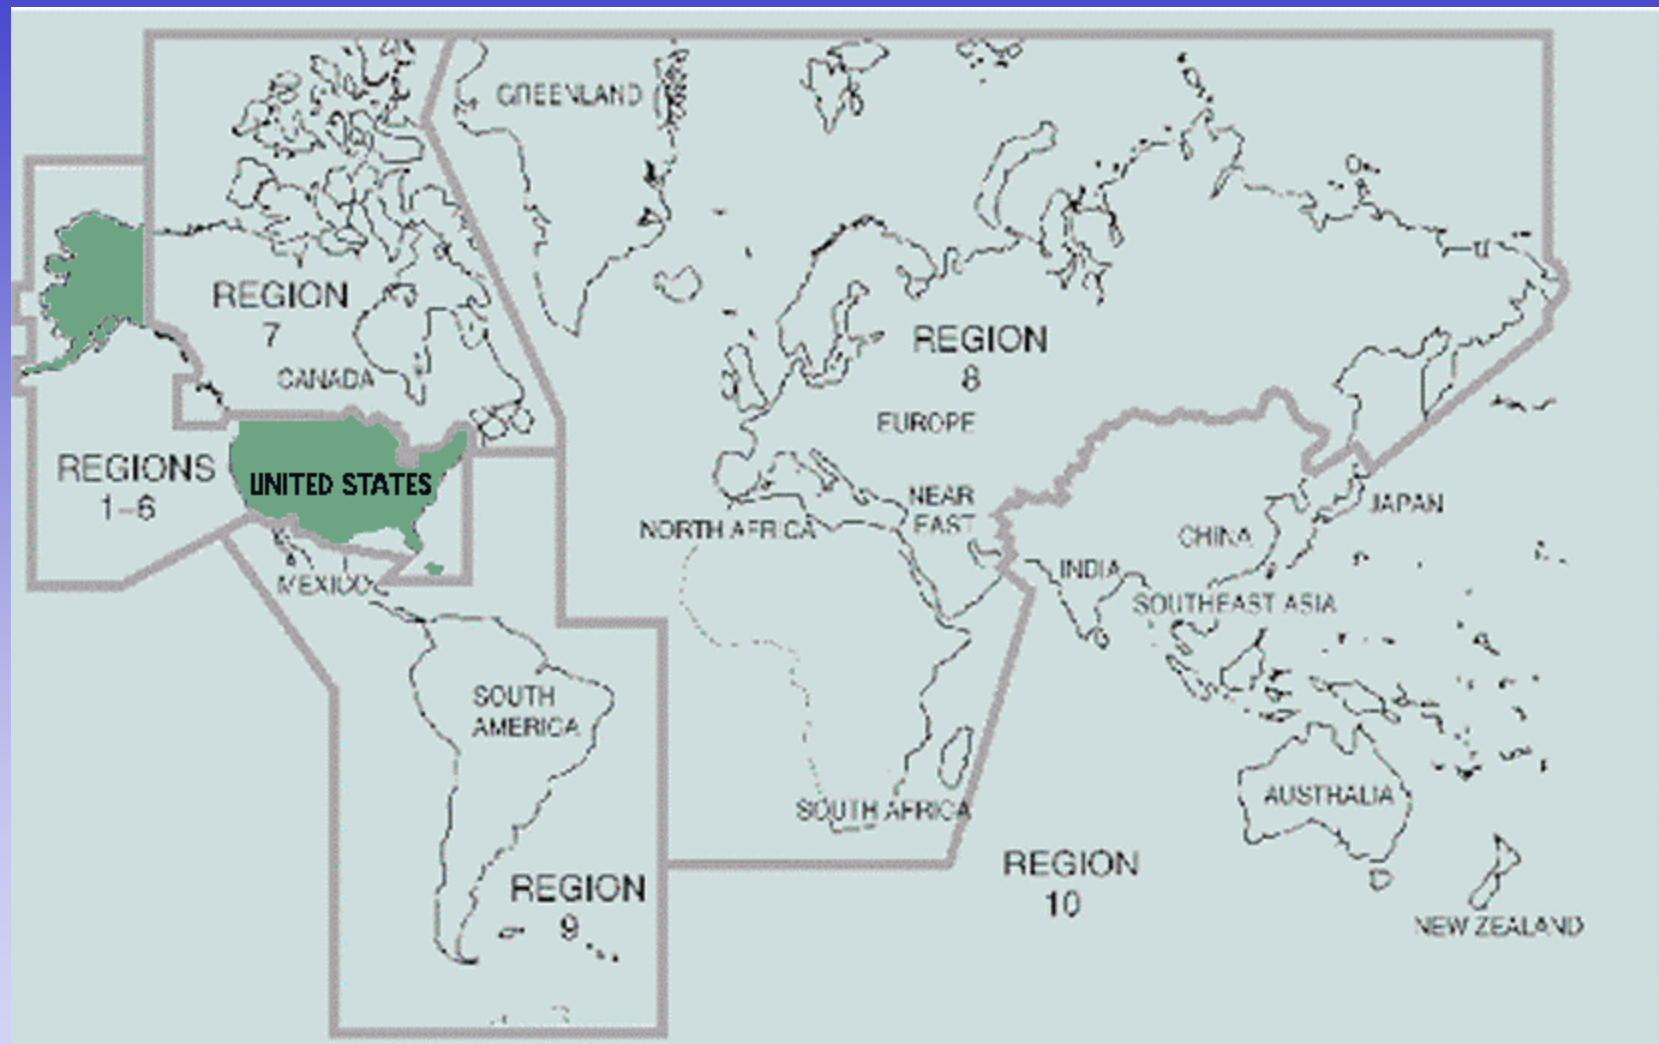 GREENLAND
REGION
7
CANADA
REGION
8
EUROPE
REGIONS
1-6
UNITED STATES
NEAR
EAST
NORTH AFRICA
JAPAN
CHINA
INDIA
MEXICO
SOUTHEAST ASIA
SOUTH
AMERICA
SOUTH AFRICA
AUSTRALIA
REGION
9
REGION
10
NEW ZEALAND